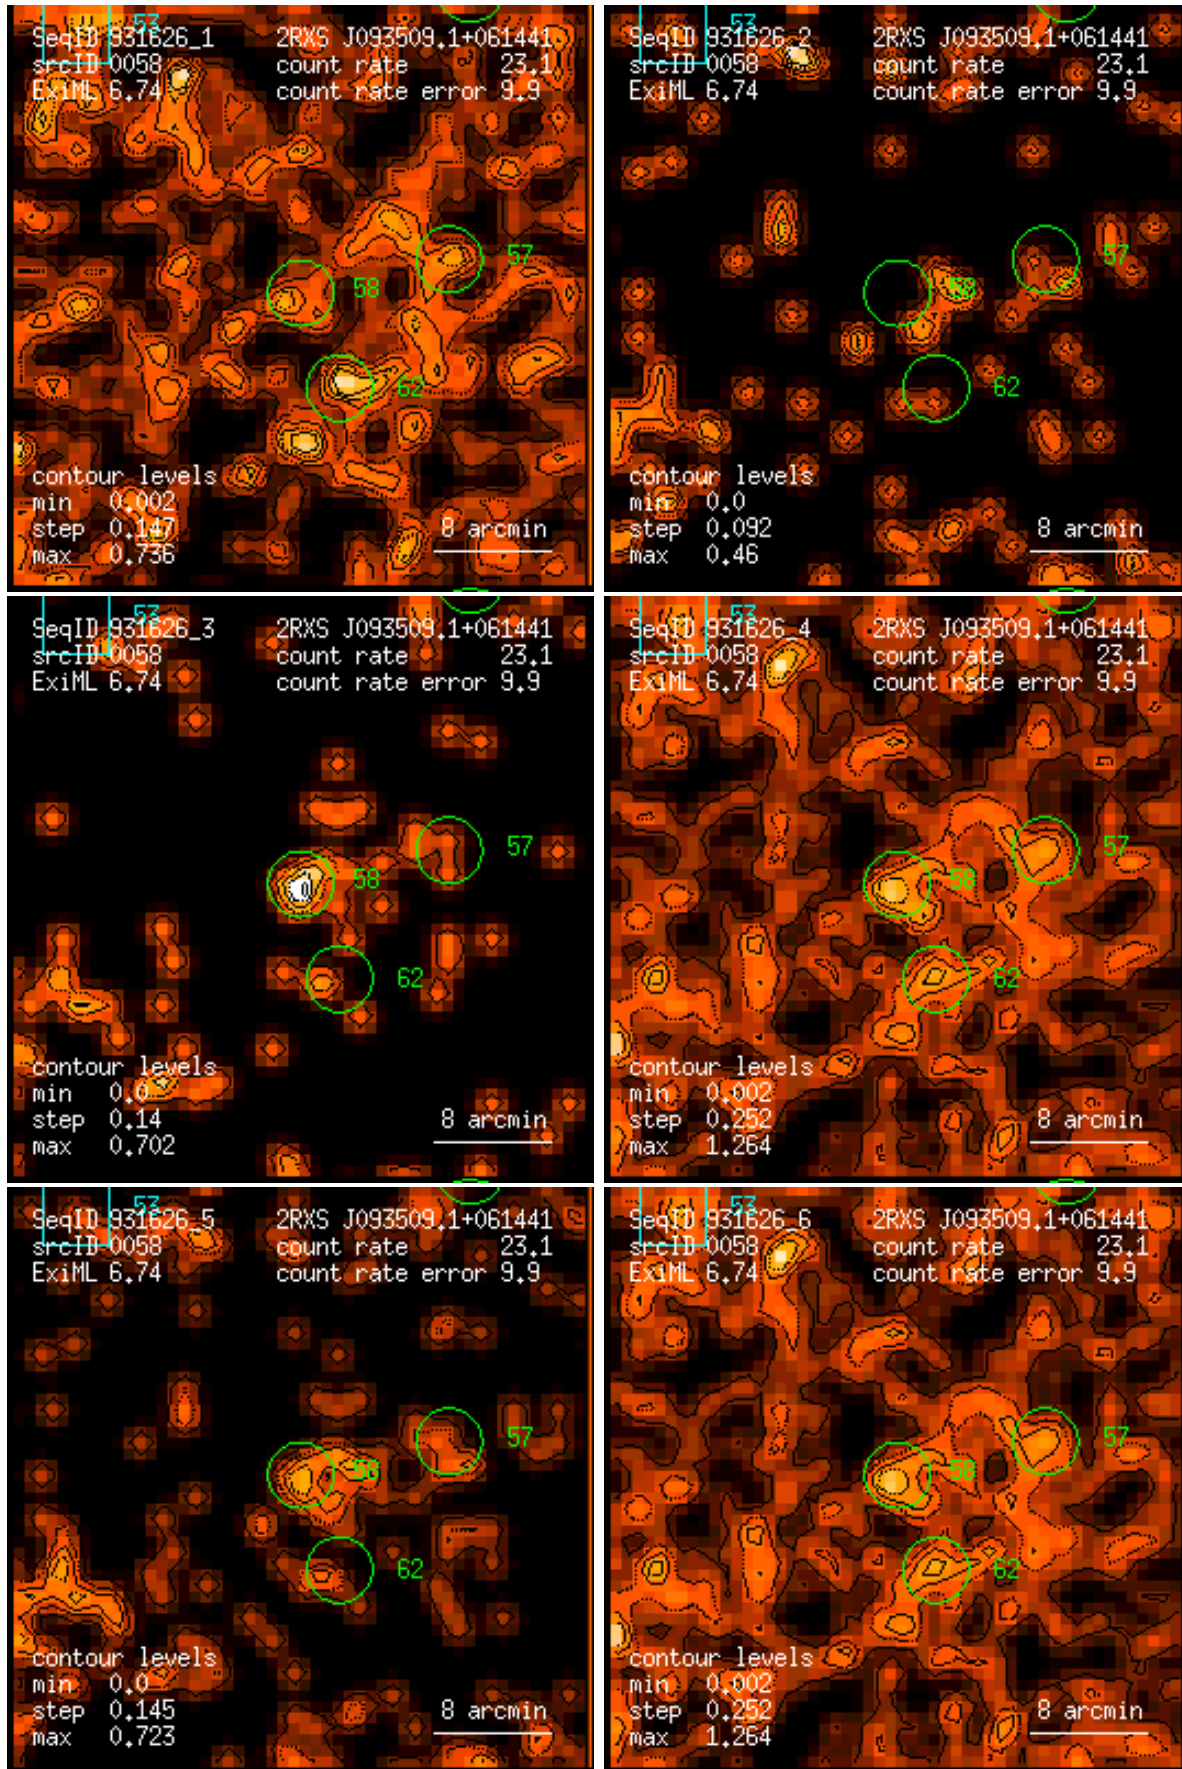 53
SeqID 931626_1 2RXS J093509.1+061441
srcID 0058 count rate 23.1
ExiML 6.74 count rate error 9.9
57
58
62
contour levels
min 0.002
step 0.147
max 0.736
8 arcmin
53
SeqID 931626_2 2RXS J093509.1+061441
srcID 0058 count rate 23.1
ExiML 6.74 count rate error 9.9
57
58
62
contour levels
min 0.0
step 0.092
max 0.46
8 arcmin
53
SeqID 931626_3 2RXS J093509.1+061441
srcID 0058 count rate 23.1
ExiML 6.74 count rate error 9.9
57
58
62
contour levels
min 0.0
step 0.14
max 0.702
8 arcmin
53
SeqID 931626_4 2RXS J093509.1+061441
srcID 0058 count rate 23.1
ExiML 6.74 count rate error 9.9
57
58
62
contour levels
min 0.002
step 0.252
max 1.264
8 arcmin
53
SeqID 931626_5 2RXS J093509.1+061441
srcID 0058 count rate 23.1
ExiML 6.74 count rate error 9.9
57
58
62
contour levels
min 0.0
step 0.145
max 0.723
8 arcmin
53
SeqID 931626_6 2RXS J093509.1+061441
srcID 0058 count rate 23.1
ExiML 6.74 count rate error 9.9
57
58
62
contour levels
min 0.002
step 0.252
max 1.264
8 arcmin